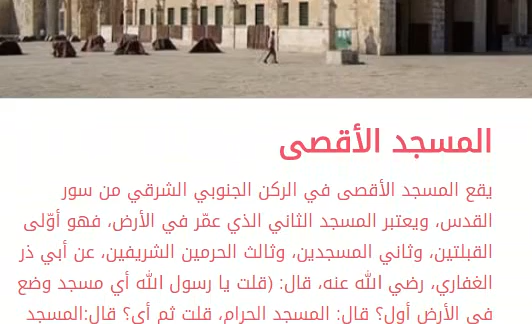 المسجد الأقصى
يقع المسجد الأقصى في الركن الجنوبي الشرقي من سور
القدس، ويعتبر المسجد الثاني الذي عمّر في الأرض، فهو أوّلى
القبلتين، وثاني المسجدين، وثالث الحرمين الشريفين، عن أبي ذر
الغفاري، رضي الله عنه، قال: (قلت يا رسول الله أي مسجد وضع
في الأرض أول؟ قال: المسجد الحرام، قلت ثم أي؟ قال:المسجد